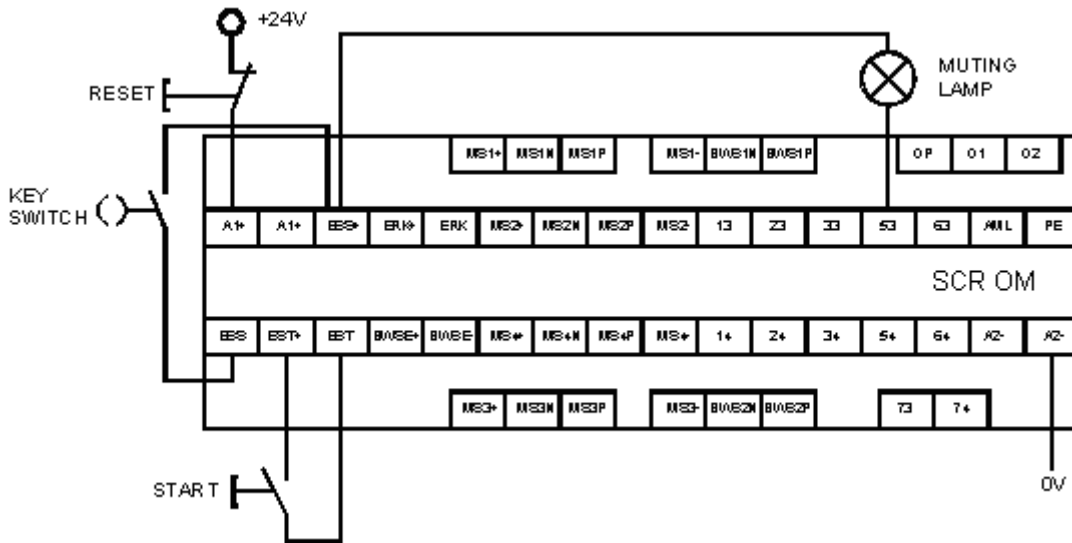 +24V
RESET
MUTING
LAMP
KEY
SWITCH
MS1+ MS1N MS1P MS1- BWS1N BWS1P OP O1 O2
A1+ A1+ EES+ ERK+ ERK MS2+ MS2N MS2P MS2- 13 23 33 53 63 AML PE
SCR OM
EES EST+ EST BWSE+ BWSE- MS4+ MS4N MS4P MS4- 14 24 34 54 64 A2- A2-
MS3+ MS3N MS3P MS3- BWS2N BWS2P 73 74
START
0V